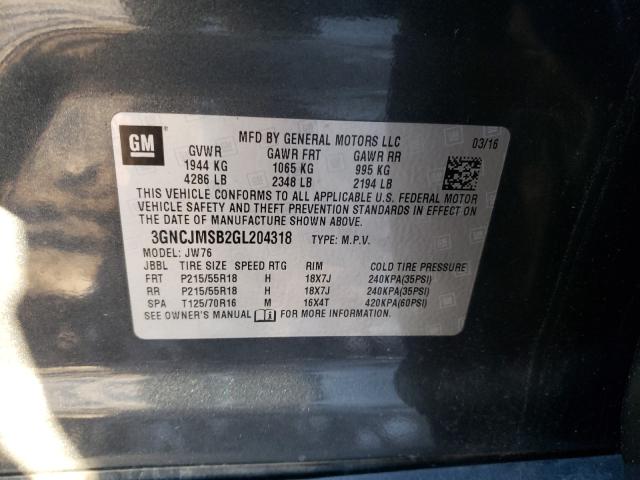 GM
MFD BY GENERAL MOTORS LLC 03/16
GVWR GAWR FRT GAWR RR
1944 KG 1065 KG 995 KG
4286 LB 2348 LB 2194 LB
THIS VEHICLE CONFORMS TO ALL APPLICABLE U.S. FEDERAL MOTOR
VEHICLE SAFETY AND THEFT PREVENTION STANDARDS IN EFFECT ON
THE DATE OF MANUFACTURE SHOWN ABOVE.
3GNCJMSB2GL204318 TYPE: M.P.V.
MODEL: JW76
JBBL TIRE SIZE SPEED RTG RIM COLD TIRE PRESSURE
FRT P215/55R18 H 18X7J 240KPA(35PSI)
RR P215/55R18 H 18X7J 240KPA(35PSI)
SPA T125/70R16 M 16X4T 420KPA(60PSI)
SEE OWNER'S MANUAL FOR MORE INFORMATION.